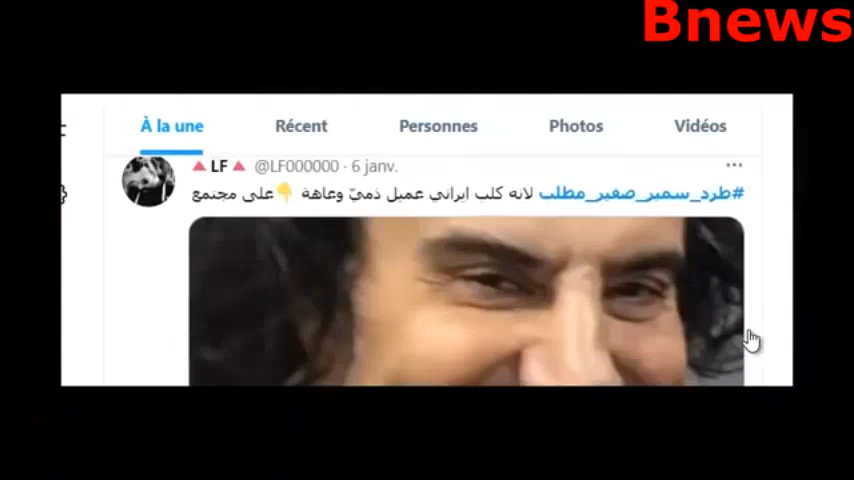 Bnews
À la une Récent Personnes Photos Vidéos
🔺 LF 🔺 @LF000000 · 6 janv.
#طرد_سمير_صفير_مطلب لانه كلب ايراني عميل ذميّ وعاهة 👇على مجتمع